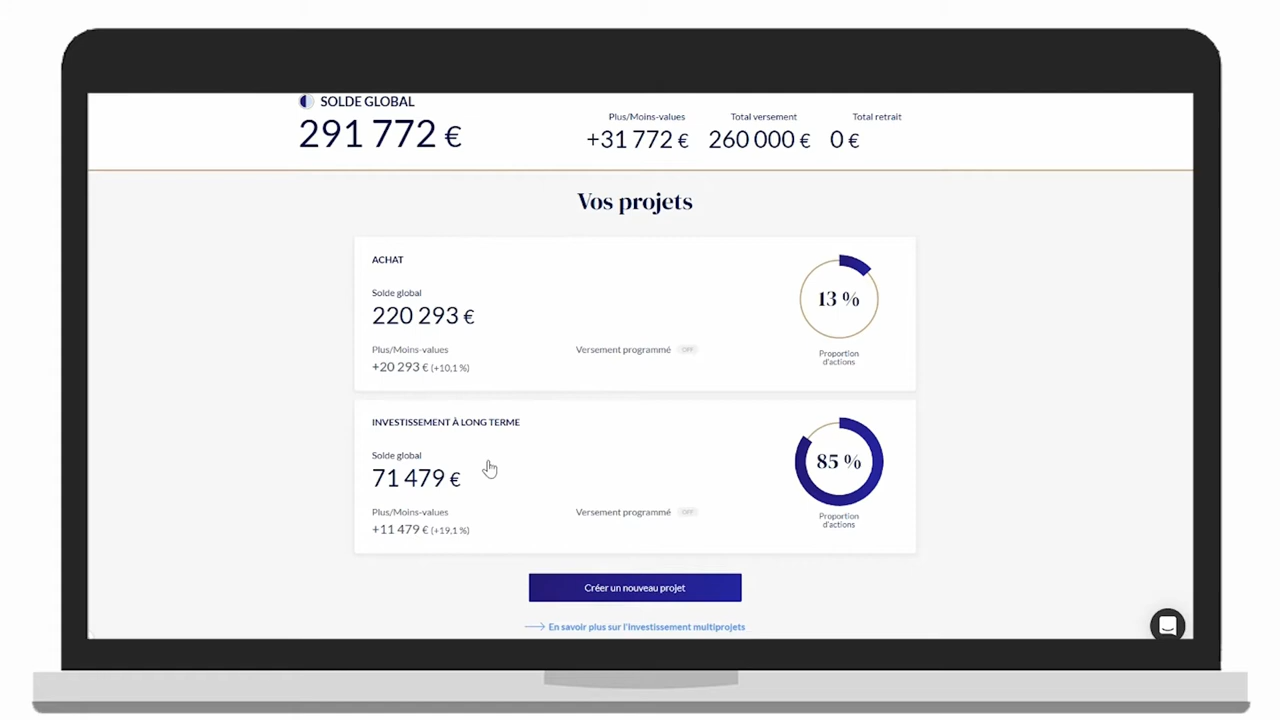 SOLDE GLOBAL
291 772 €
Plus/Moins-values
+31 772 €
Total versement
260 000 €
Total retrait
0 €
Vos projets
ACHAT
Solde global
220 293 €
Plus/Moins-values
+20 293 € (+10,1 %)
Versement programmé OFF
13 %
Proportion
d'actions
INVESTISSEMENT À LONG TERME
Solde global
71 479 €
Plus/Moins-values
+11 479 € (+19,1 %)
Versement programmé OFF
85 %
Proportion
d'actions
Créer un nouveau projet
En savoir plus sur l'investissement multiprojets